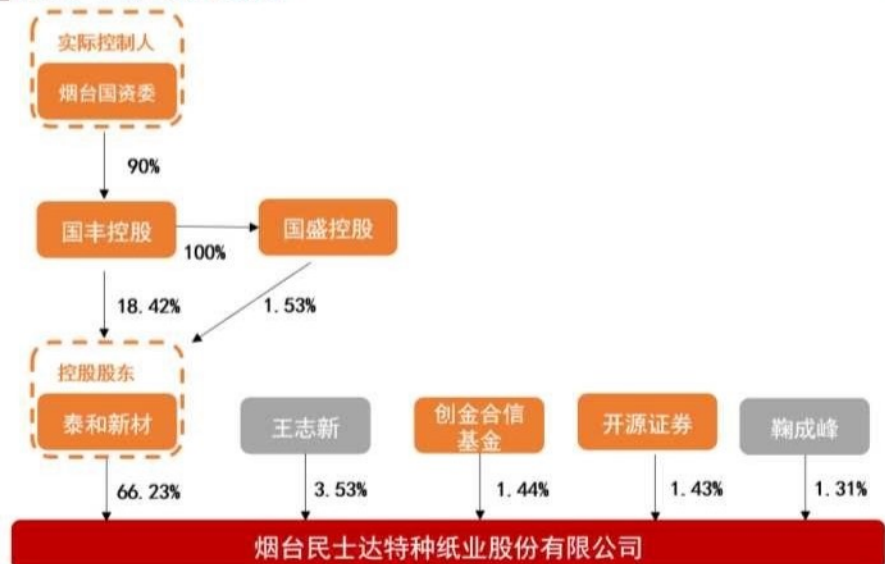 实际控制人
烟台国资委
90%
国丰控股
国盛控股
100%
18.42%
1.53%
控股股东
泰和新材
王志新
创金合信
基金
开源证券
鞠成峰
66.23%
3.53%
1.44%
1.43%
1.31%
烟台民士达特种纸业股份有限公司